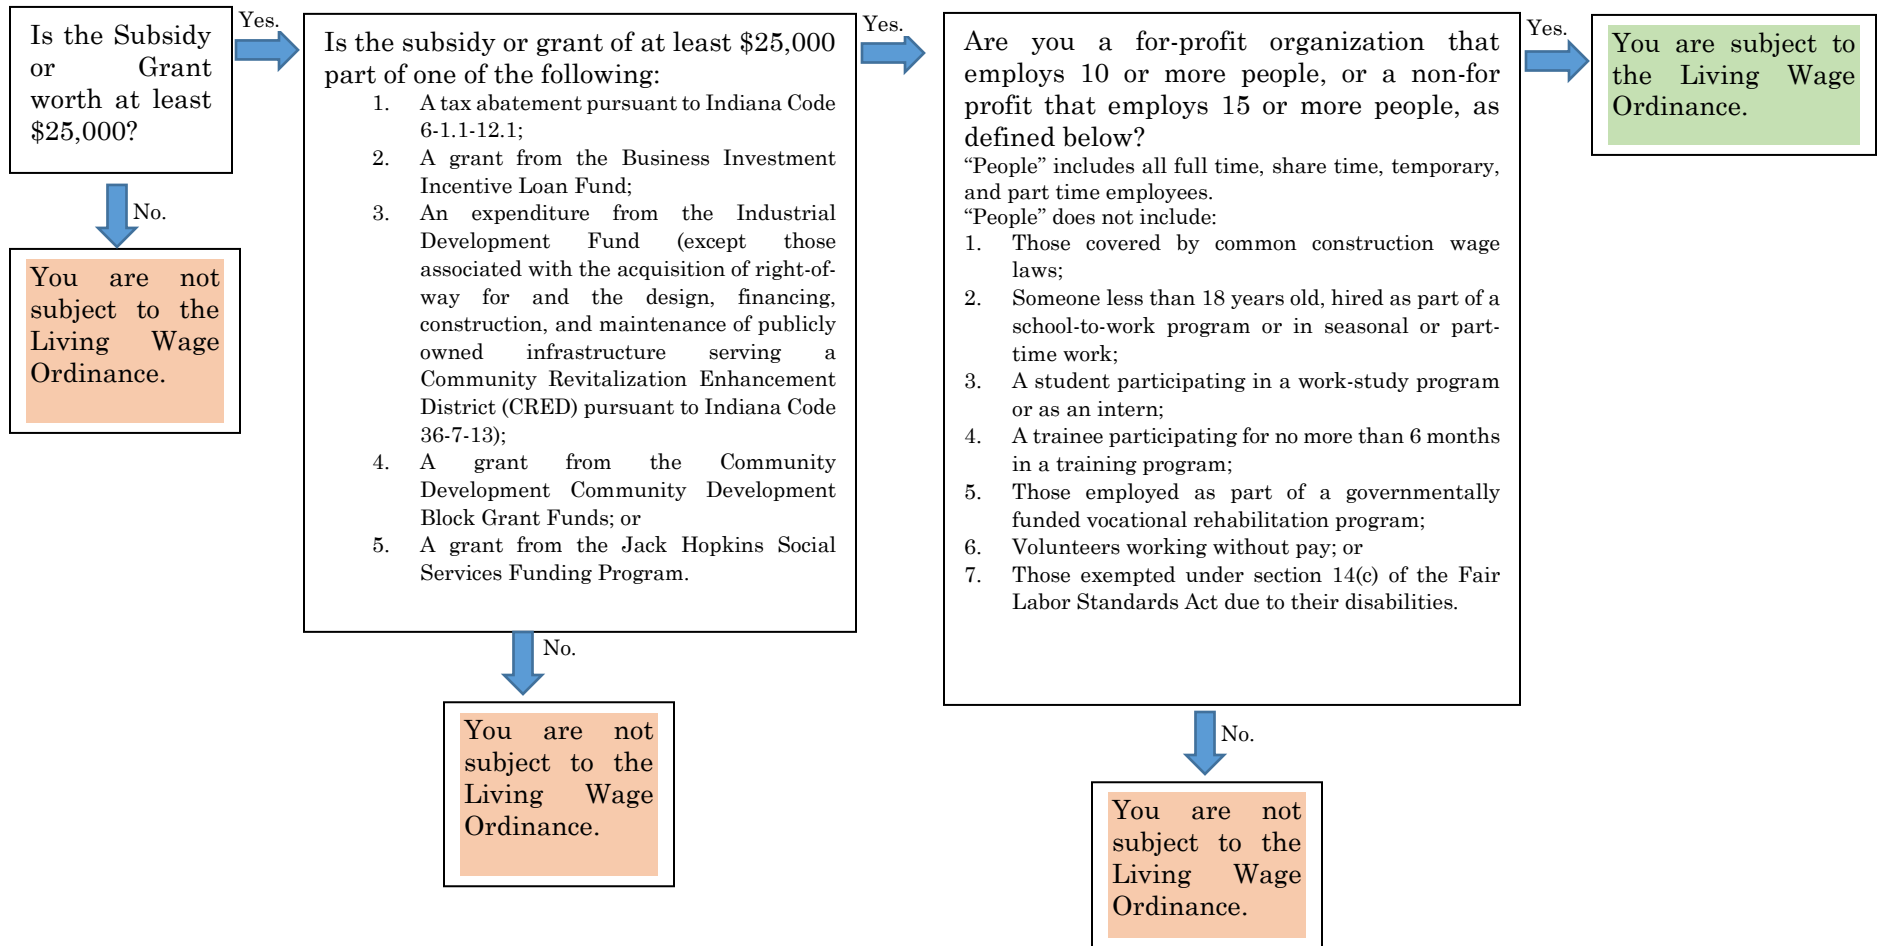 Is the Subsidy
or Grant
worth at least
$25,000?
Yes.
No.
You are not
subject to the
Living Wage
Ordinance.
Is the subsidy or grant of at least $25,000
part of one of the following:
1. A tax abatement pursuant to Indiana Code
6-1.1-12.1;
2. A grant from the Business Investment
Incentive Loan Fund;
3. An expenditure from the Industrial
Development Fund (except those
associated with the acquisition of right-of-
way for and the design, financing,
construction, and maintenance of publicly
owned infrastructure serving a
Community Revitalization Enhancement
District (CRED) pursuant to Indiana Code
36-7-13);
4. A grant from the Community
Development Community Development
Block Grant Funds; or
5. A grant from the Jack Hopkins Social
Services Funding Program.
Yes.
No.
You are not
subject to the
Living Wage
Ordinance.
Are you a for-profit organization that
employs 10 or more people, or a non-for
profit that employs 15 or more people, as
defined below?
“People” includes all full time, share time, temporary,
and part time employees.
“People” does not include:
1. Those covered by common construction wage
laws;
2. Someone less than 18 years old, hired as part of a
school-to-work program or in seasonal or part-
time work;
3. A student participating in a work-study program
or as an intern;
4. A trainee participating for no more than 6 months
in a training program;
5. Those employed as part of a governmentally
funded vocational rehabilitation program;
6. Volunteers working without pay; or
7. Those exempted under section 14(c) of the Fair
Labor Standards Act due to their disabilities.
Yes.
No.
You are not
subject to the
Living Wage
Ordinance.
You are subject to
the Living Wage
Ordinance.